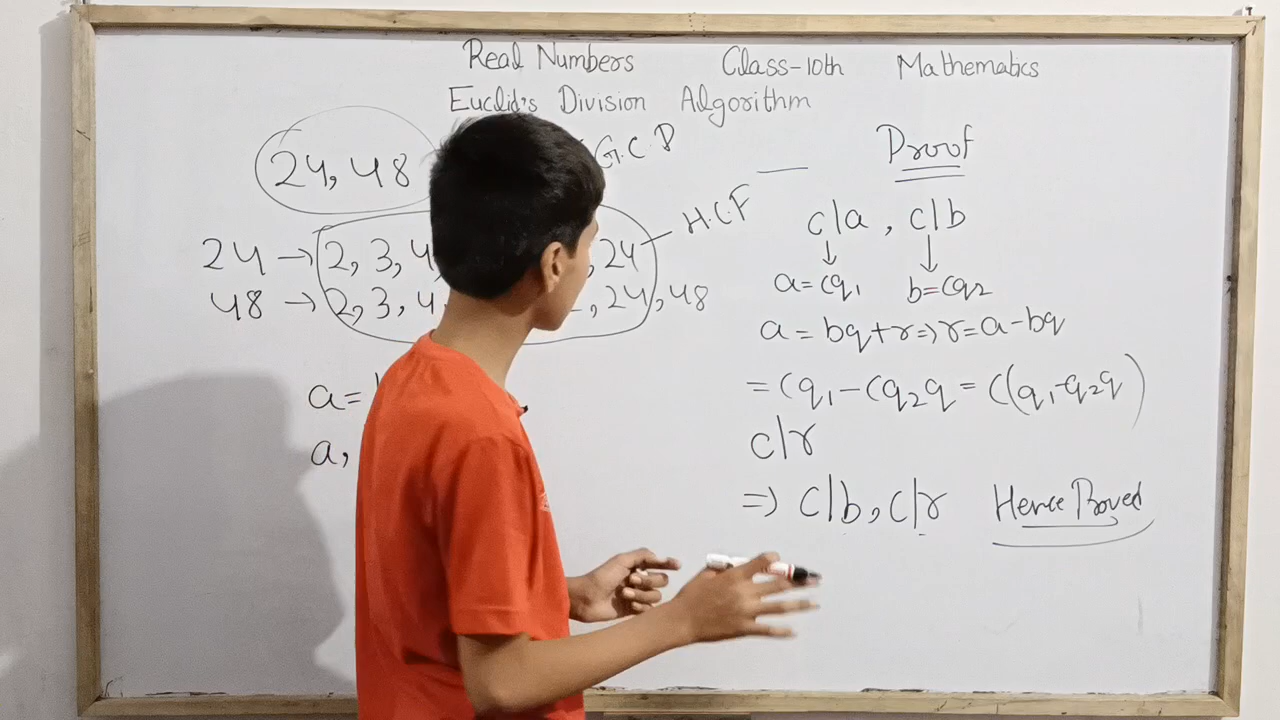 Real Numbers Class-10th Mathematics
Euclid's Division Algorithm
24, 48
G.C.D
24 → 2, 3, 4 , 24
H.C.F
48 → 2, 3, 4 , 24, 48
a=
a,
Proof
c|a , c|b
↓ ↓
a=cq₁ b=cq₂
a = bq+r ⇒ r=a-bq
= cq₁-cq₂q = c(q₁-q₂q)
c|r
⇒ c|b, c|r Hence Proved